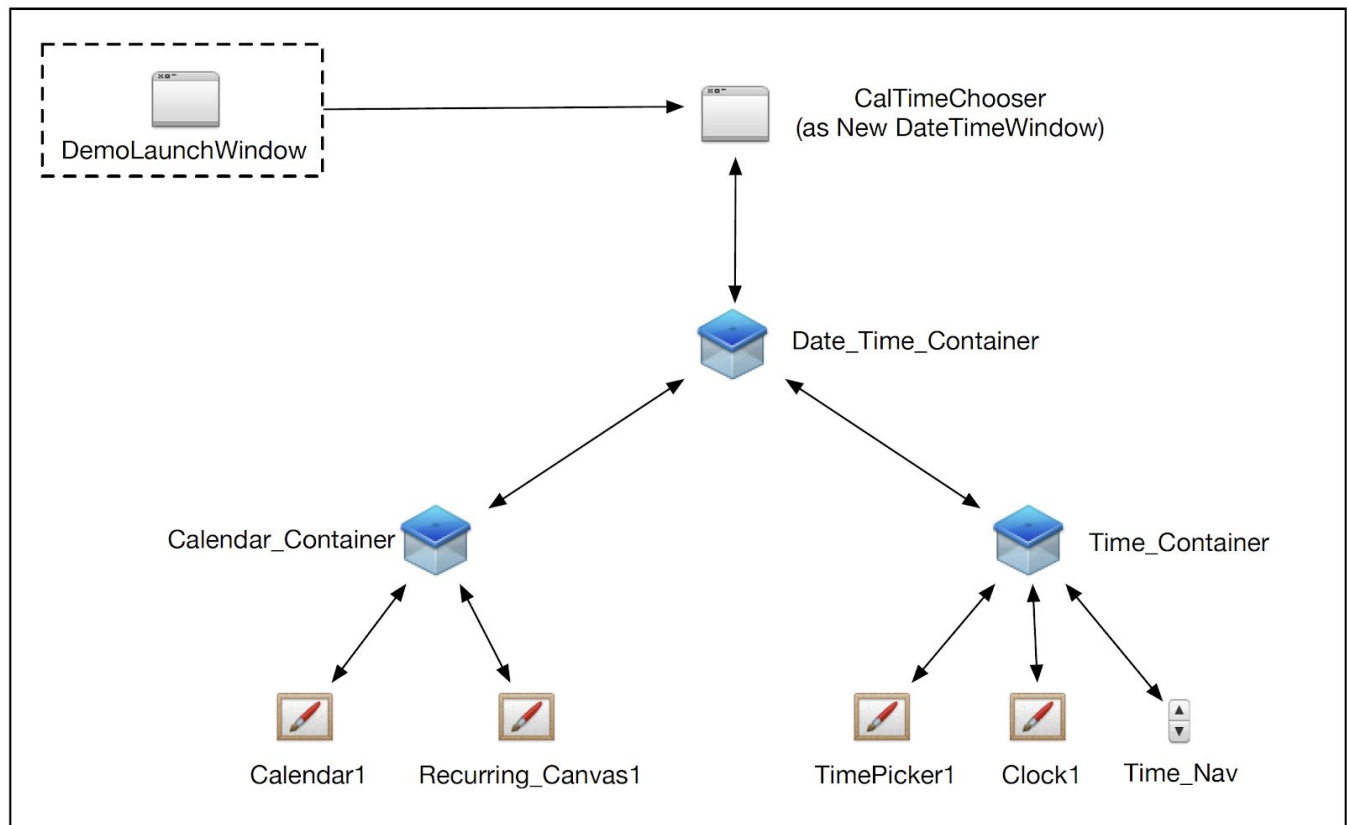 DemoLaunchWindow
CalTimeChooser
(as New DateTimeWindow)
Date_Time_Container
Calendar_Container
Time_Container
Calendar1
Recurring_Canvas1
TimePicker1
Clock1
Time_Nav